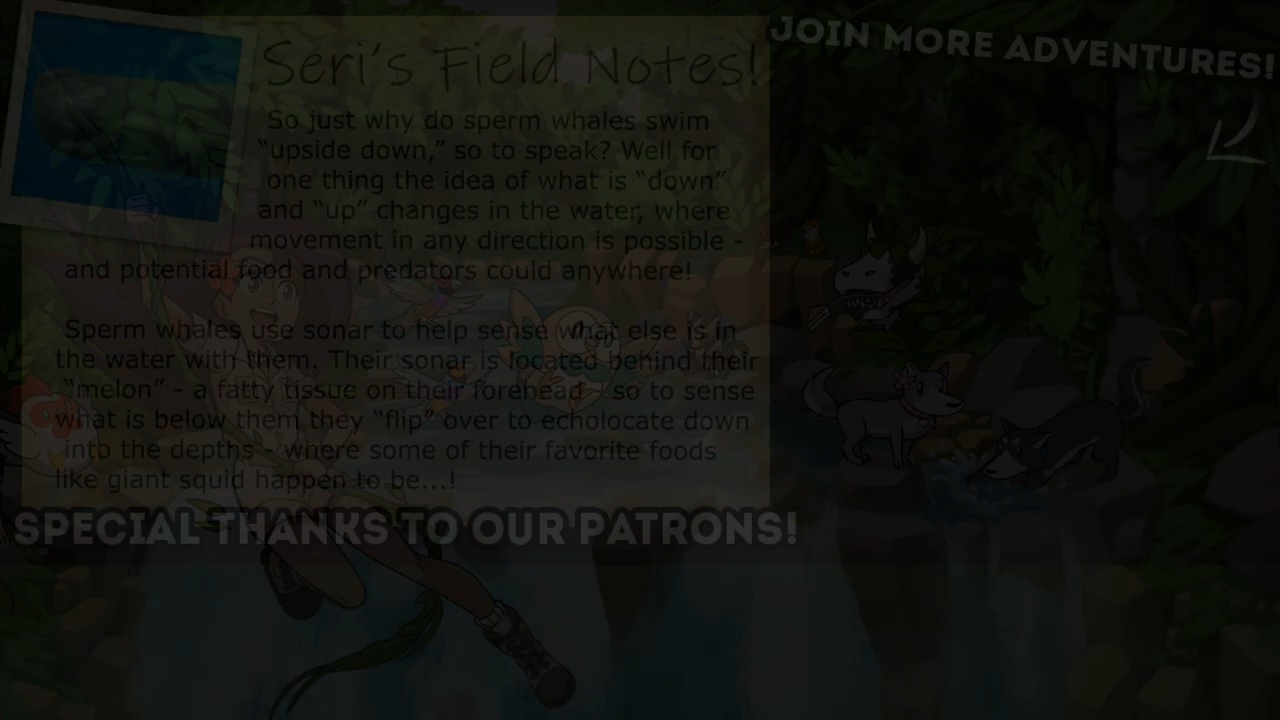 Seri's Field Notes!
JOIN MORE ADVENTURES!
So just why do sperm whales swim
“upside down,” so to speak? Well for
one thing the idea of what is “down”
and “up” changes in the water, where
movement in any direction is possible -
and potential food and predators could anywhere!
Sperm whales use sonar to help sense what else is in
the water with them. Their sonar is located behind their
“melon” - a fatty tissue on their forehead - so to sense
what is below them they “flip” over to echolocate down
into the depths - where some of their favorite foods
like giant squid happen to be...!
SPECIAL THANKS TO OUR PATRONS!